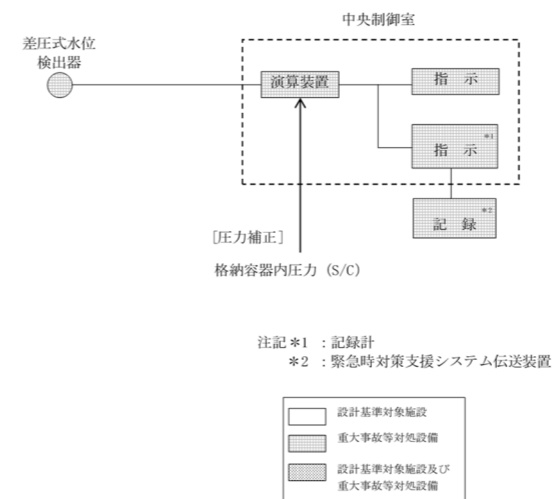 中央制御室
差圧式水位
検出器
演算装置
指 示
指 示 *1
記 録 *2
[圧力補正]
格納容器内圧力 (S/C)
注記*1 :記録計
*2 :緊急時対策支援システム伝送装置
設計基準対象施設
重大事故等対処設備
設計基準対象施設及び
重大事故等対処設備